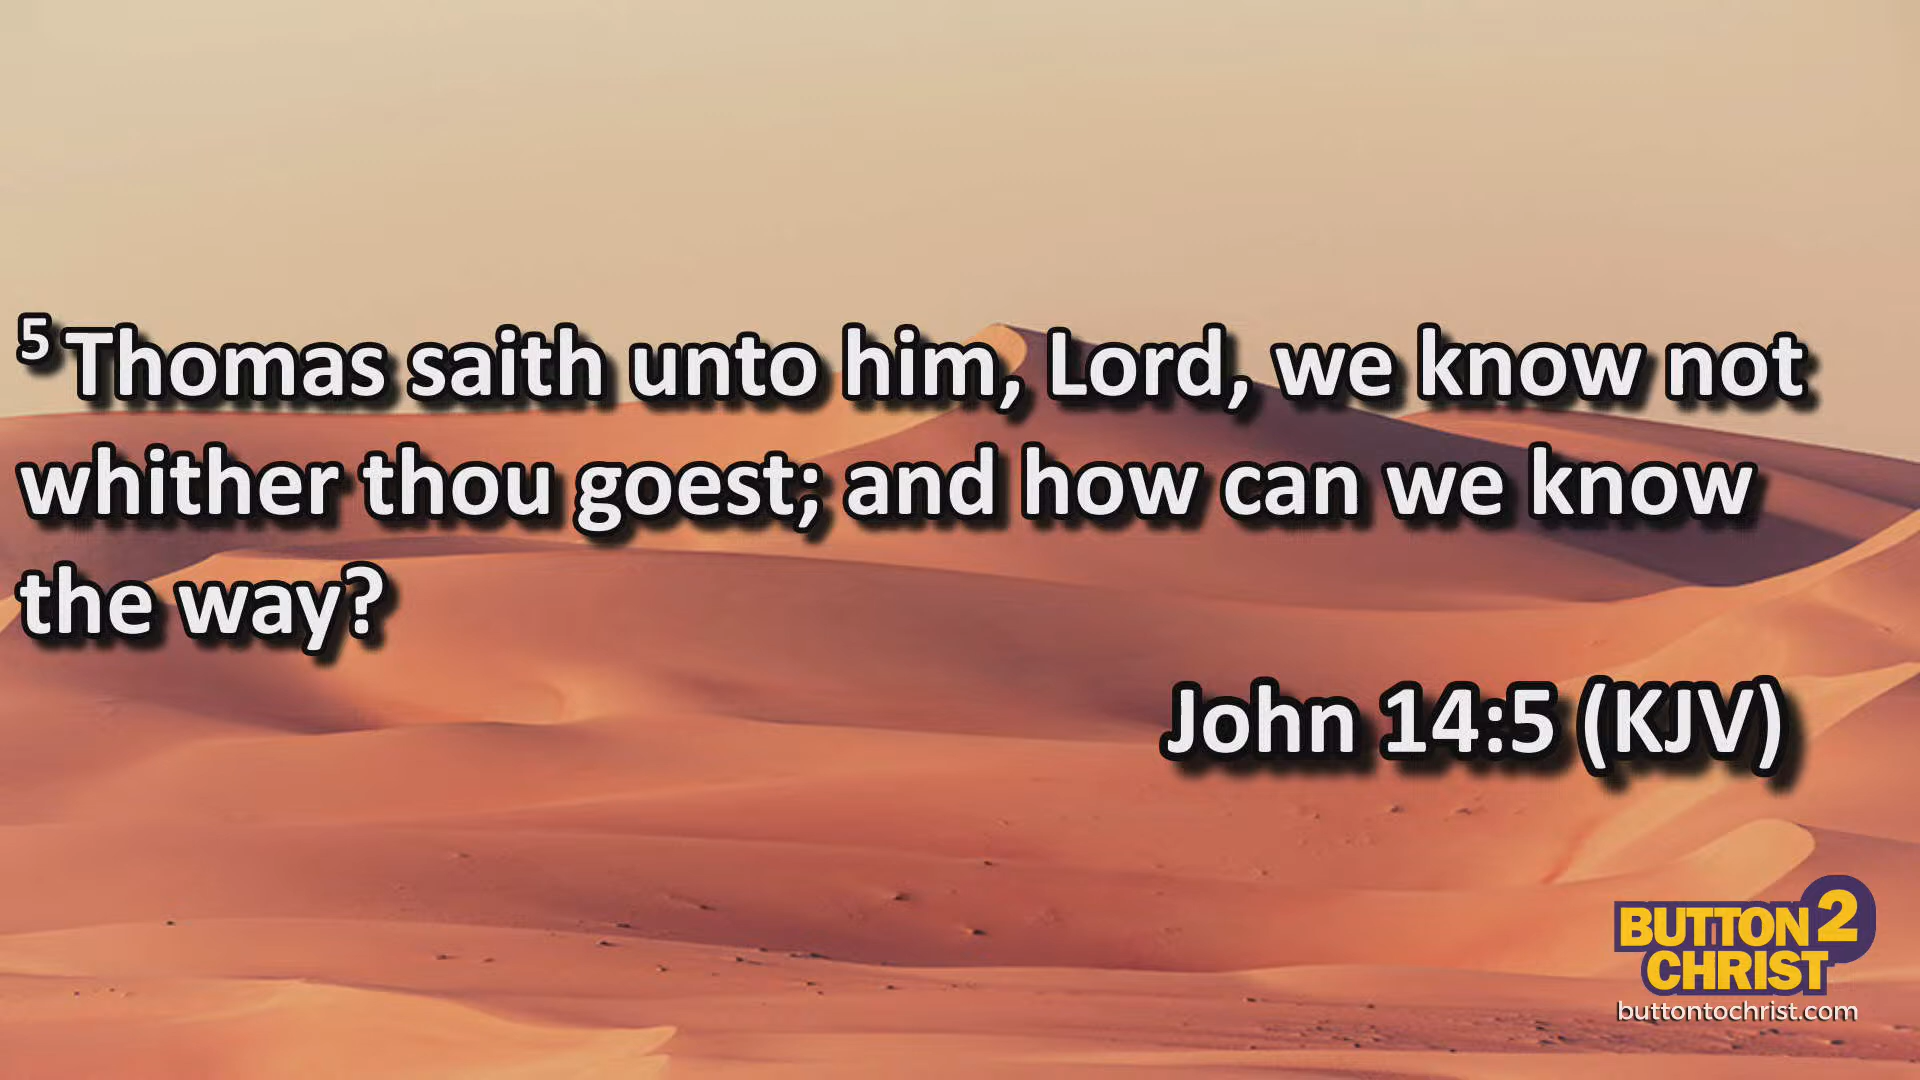 5 Thomas saith unto him, Lord, we know not
whither thou goest; and how can we know
the way?
John 14:5 (KJV)
BUTTON 2
CHRIST
buttontochrist.com